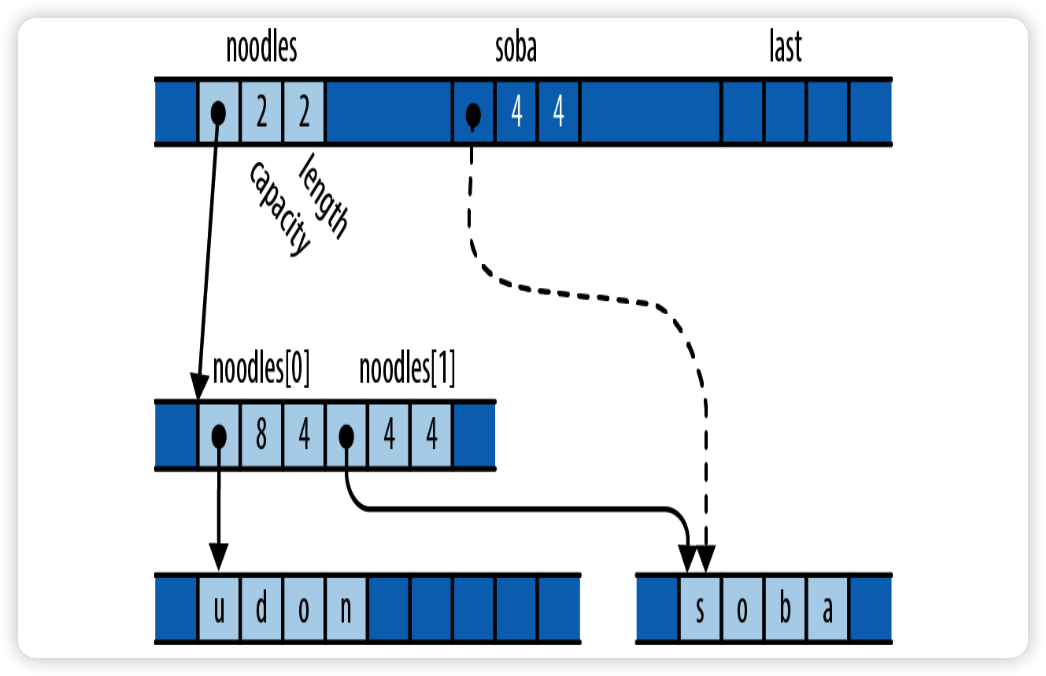 noodles soba last
2 2 4 4
capacity length
noodles[0] noodles[1]
8 4 4 4
u d o n s o b a